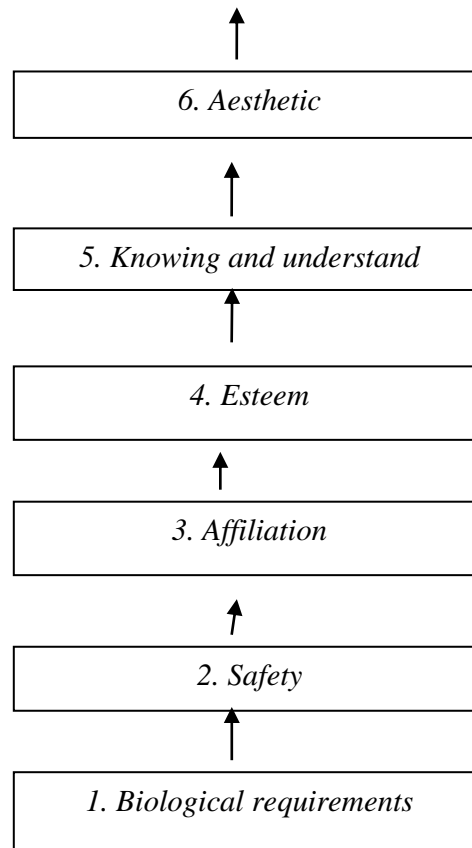 6. Aesthetic
5. Knowing and understand
4. Esteem
3. Affiliation
2. Safety
1. Biological requirements